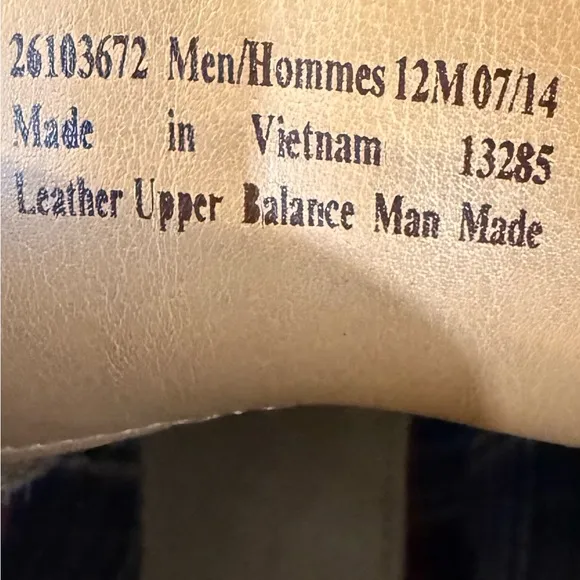 26103672 Men/Hommes 12M 07/14
Made in Vietnam 13285
Leather Upper Balance Man Made